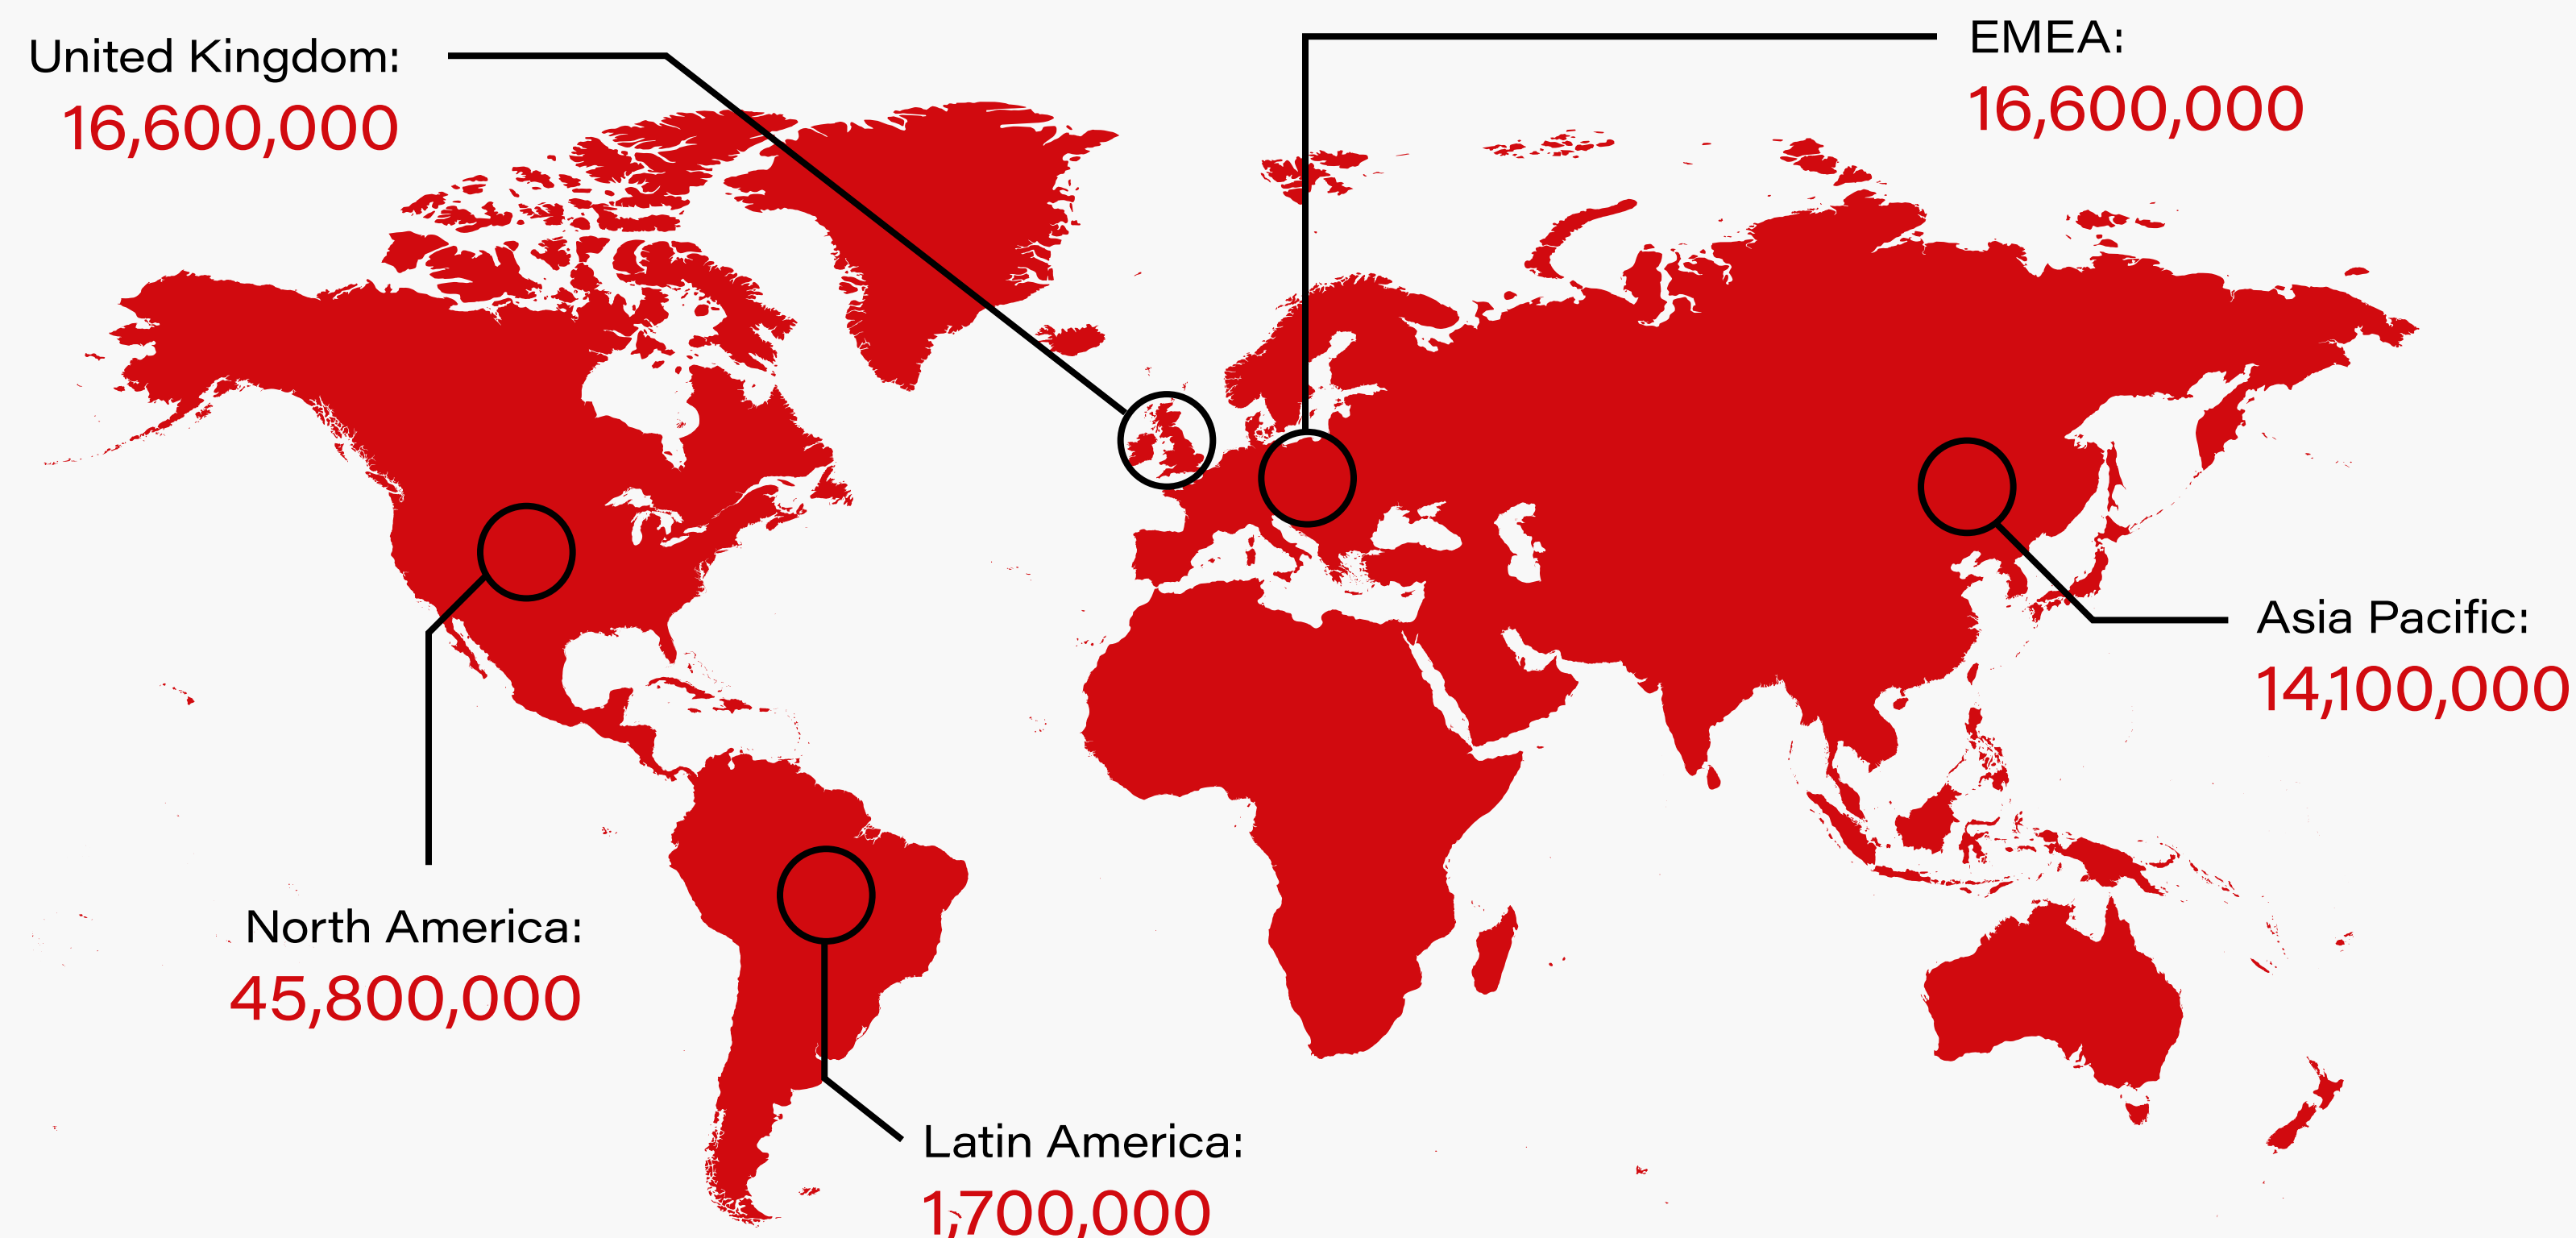 United Kingdom:
16,600,000
EMEA:
16,600,000
Asia Pacific:
14,100,000
North America:
45,800,000
Latin America:
1,700,000